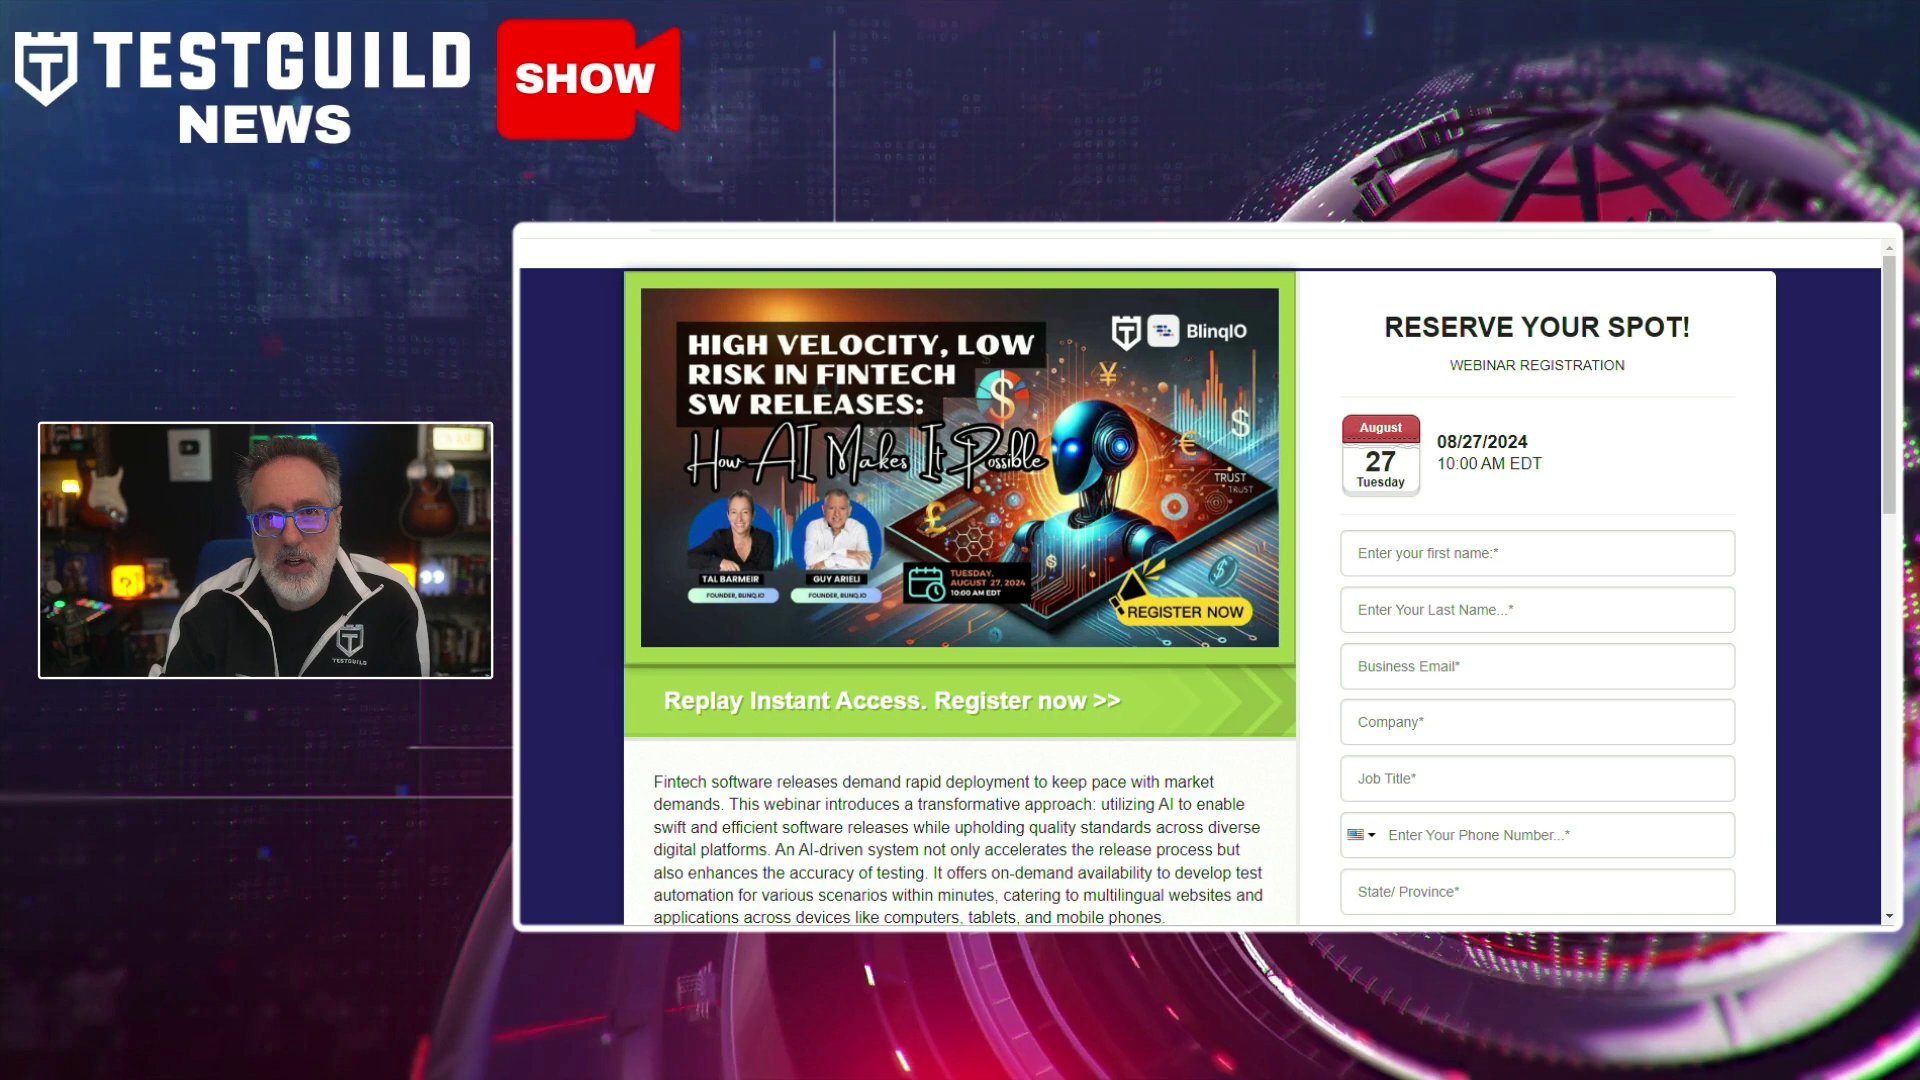 TESTGUILD
NEWS
SHOW
TESTGUILD
HIGH VELOCITY, LOW
RISK IN FINTECH
SW RELEASES:
How AI Makes It Possible
BlinqIO
¥
$
$
€
£
$
$
TRUST
TRUST
TAL BARMEIR
FOUNDER, BLINQ.IO
GUY ARIELI
FOUNDER, BLINQ.IO
TUESDAY,
AUGUST 27, 2024
10:00 AM EDT
REGISTER NOW
Replay Instant Access. Register now >>
Fintech software releases demand rapid deployment to keep pace with market
demands. This webinar introduces a transformative approach: utilizing AI to enable
swift and efficient software releases while upholding quality standards across diverse
digital platforms. An AI-driven system not only accelerates the release process but
also enhances the accuracy of testing. It offers on-demand availability to develop test
automation for various scenarios within minutes, catering to multilingual websites and
applications across devices like computers, tablets, and mobile phones.
RESERVE YOUR SPOT!
WEBINAR REGISTRATION
August
27
Tuesday
08/27/2024
10:00 AM EDT
Enter your first name:*
Enter Your Last Name...*
Business Email*
Company*
Job Title*
Enter Your Phone Number...*
State/ Province*